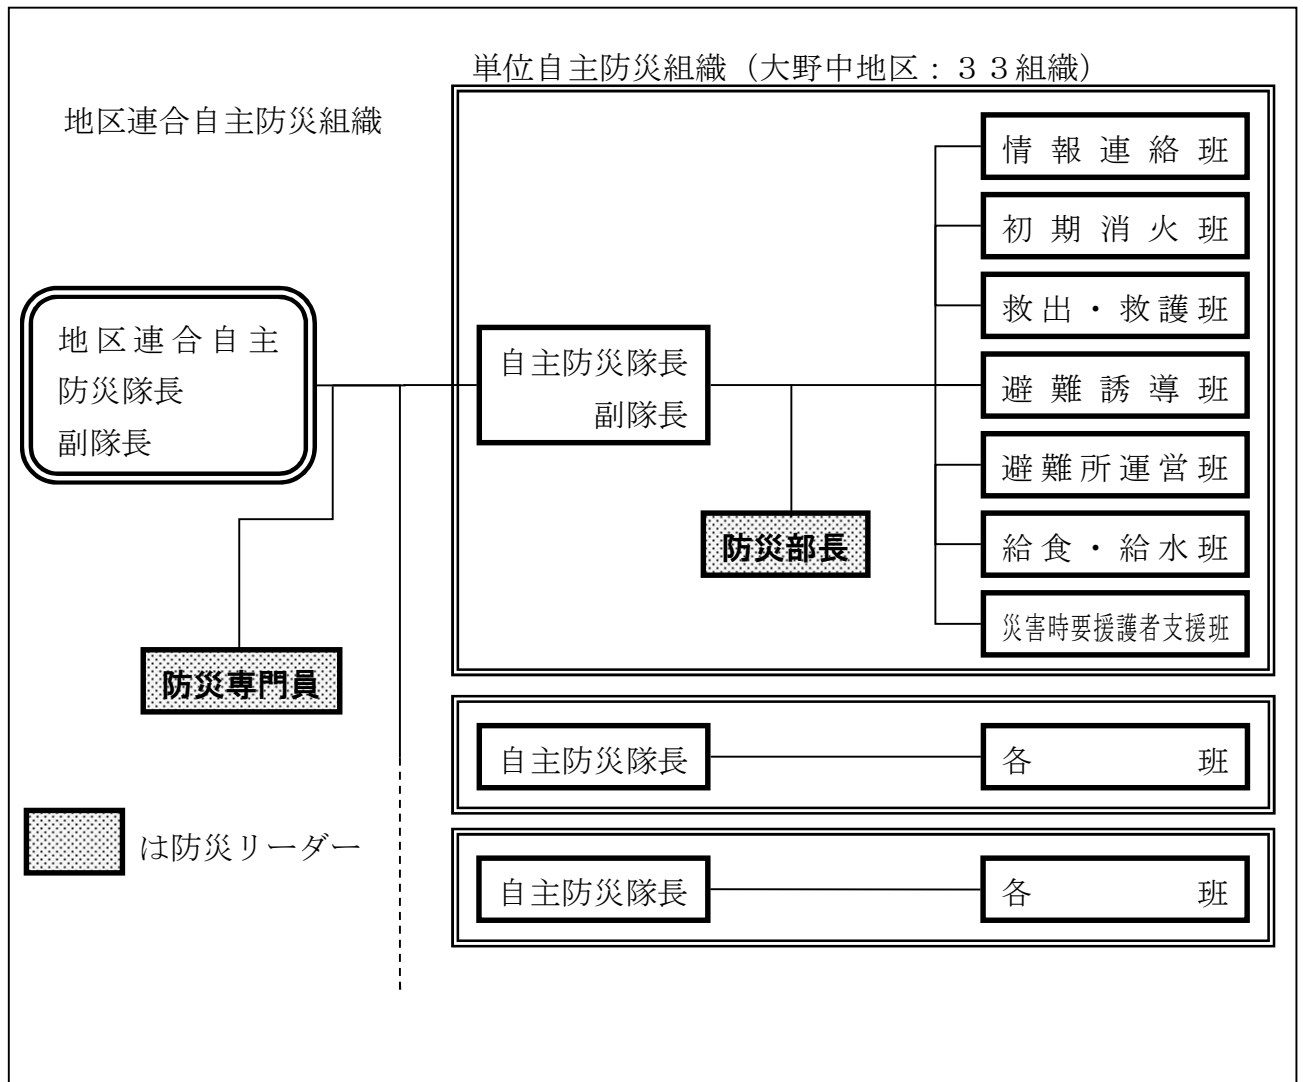 単位自主防災組織（大野中地区：３３組織）
地区連合自主防災組織
地区連合自主
防災隊長
副隊長
防災専門員
自主防災隊長
副隊長
防災部長
情報連絡班
初期消火班
救出・救護班
避難誘導班
避難所運営班
給食・給水班
災害時要援護者支援班
自主防災隊長
各班
自主防災隊長
各班
は防災リーダー